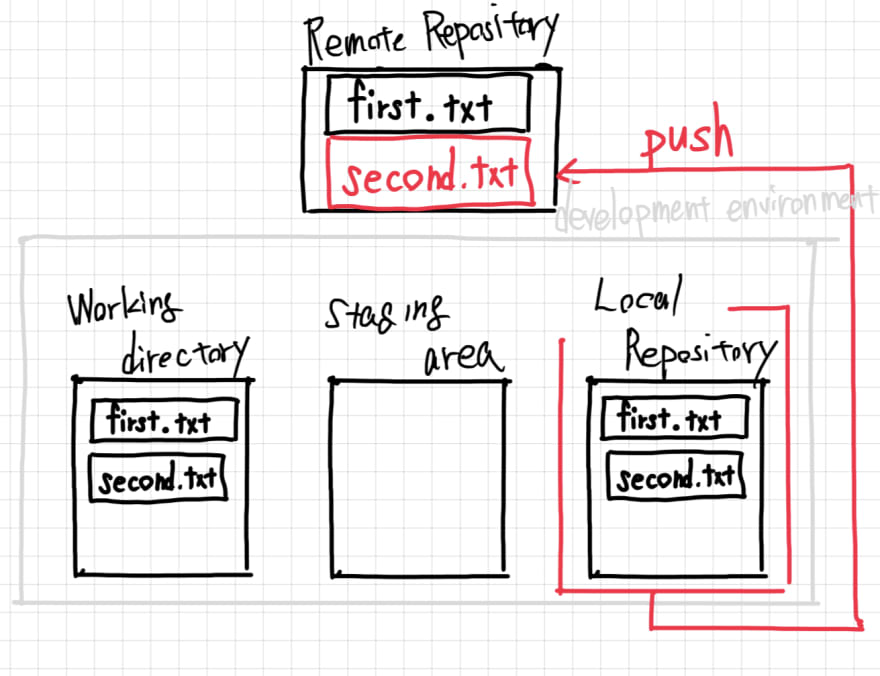 Remote Repository
first.txt
second.txt
push
development environment
Working
directory
first.txt
second.txt
Staging
area
Local
Repository
first.txt
second.txt